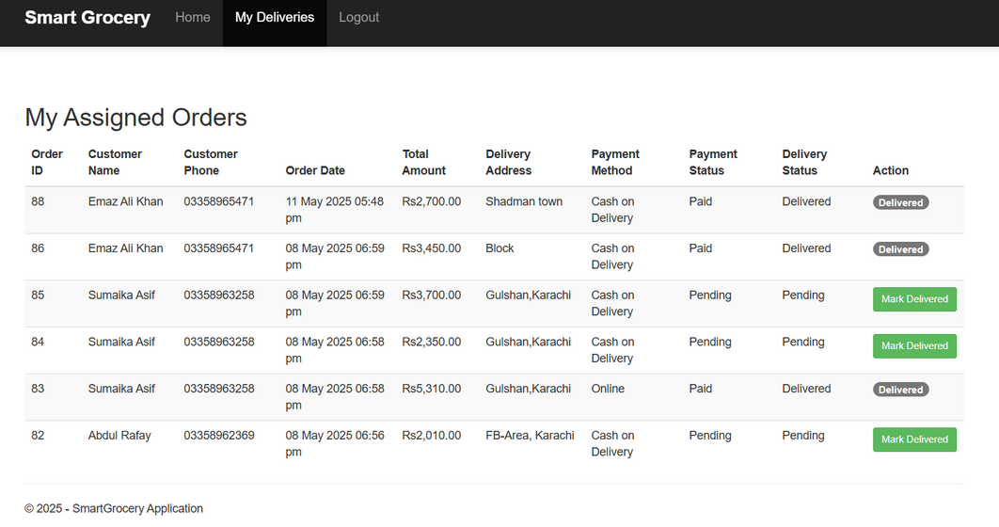 Smart Grocery Home My Deliveries Logout
My Assigned Orders
Order Customer Customer Total Delivery Payment Payment Delivery
ID Name Phone Order Date Amount Address Method Status Status Action
88 Emaz Ali Khan 03358965471 11 May 2025 05:48 Rs2,700.00 Shadman town Cash on Paid Delivered Delivered
pm Delivery
86 Emaz Ali Khan 03358965471 08 May 2025 06:59 Rs3,450.00 Block Cash on Paid Delivered Delivered
pm Delivery
85 Sumaika Asif 03358963258 08 May 2025 06:59 Rs3,700.00 Gulshan,Karachi Cash on Pending Pending Mark Delivered
pm Delivery
84 Sumaika Asif 03358963258 08 May 2025 06:58 Rs2,350.00 Gulshan,Karachi Cash on Pending Pending Mark Delivered
pm Delivery
83 Sumaika Asif 03358963258 08 May 2025 06:58 Rs5,310.00 Gulshan,Karachi Online Paid Delivered Delivered
pm
82 Abdul Rafay 03358962369 08 May 2025 06:56 Rs2,010.00 FB-Area, Karachi Cash on Pending Pending Mark Delivered
pm Delivery
© 2025 - SmartGrocery Application